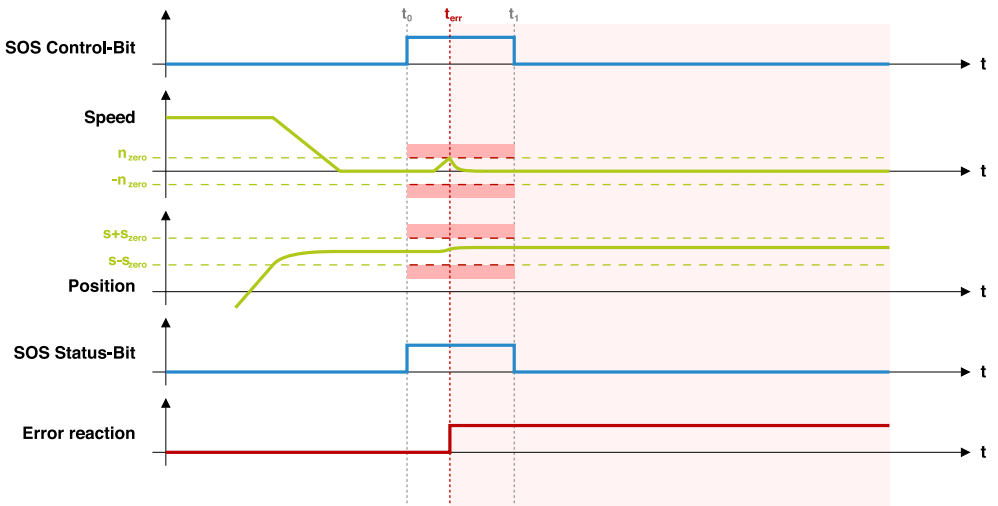 t0 terr t1
SOS Control-Bit
t
Speed
nzero
t
-nzero
s+szero
s-szero
Position
t
SOS Status-Bit
t
Error reaction
t